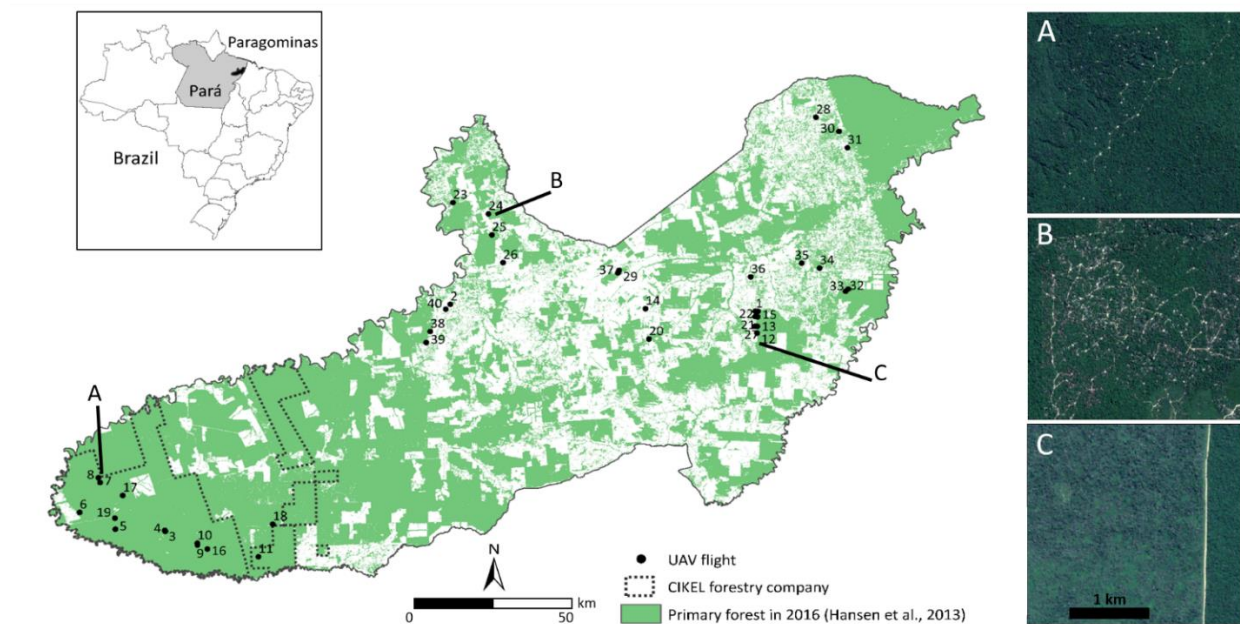 Paragominas
Pará
Brazil
A
B
C
28
30
31
23
24
B
25
26
37
29
35
34
36
33
32
40
2
14
1
22
15
21
13
27
12
20
38
39
C
A
8
7
6
17
19
5
4
3
10
9
16
18
11
N
km
0
50
UAV flight
CIKEL forestry company
Primary forest in 2016 (Hansen et al., 2013)
1 km